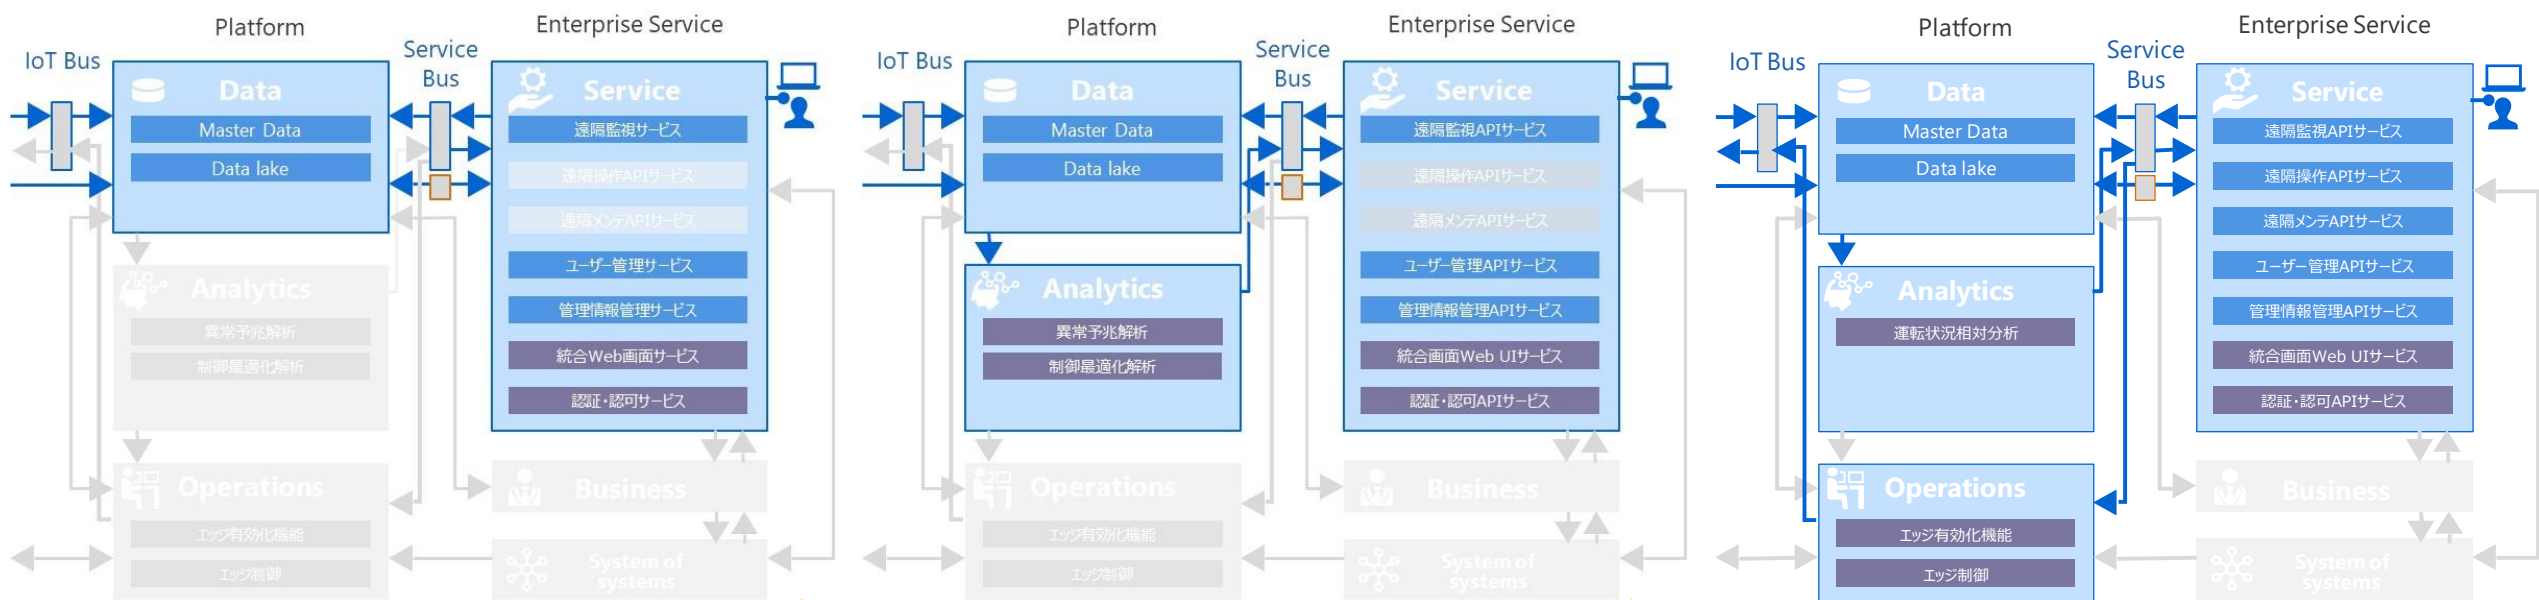 Platform
Enterprise Service
IoT Bus
Service
Bus
Data
Master Data
Data lake
Service
遠隔監視サービス
遠隔操作APIサービス
遠隔メンテAPIサービス
ユーザー管理サービス
管理情報管理サービス
統合Web画面サービス
認証・認可サービス
Analytics
異常予兆解析
制御最適化解析
Operations
エッジ有効化機能
エッジ制御
Business
System of
systems
Platform
Enterprise Service
IoT Bus
Service
Bus
Data
Master Data
Data lake
Service
遠隔監視APIサービス
遠隔操作APIサービス
遠隔メンテAPIサービス
ユーザー管理APIサービス
管理情報管理APIサービス
統合画面Web UIサービス
認証・認可APIサービス
Analytics
異常予兆解析
制御最適化解析
Operations
エッジ有効化機能
エッジ制御
Business
System of
systems
Platform
Enterprise Service
IoT Bus
Service
Bus
Data
Master Data
Data lake
Service
遠隔監視APIサービス
遠隔操作APIサービス
遠隔メンテAPIサービス
ユーザー管理APIサービス
管理情報管理APIサービス
統合画面Web UIサービス
認証・認可APIサービス
Analytics
運転状況相対分析
Operations
エッジ有効化機能
エッジ制御
Business
System of
systems